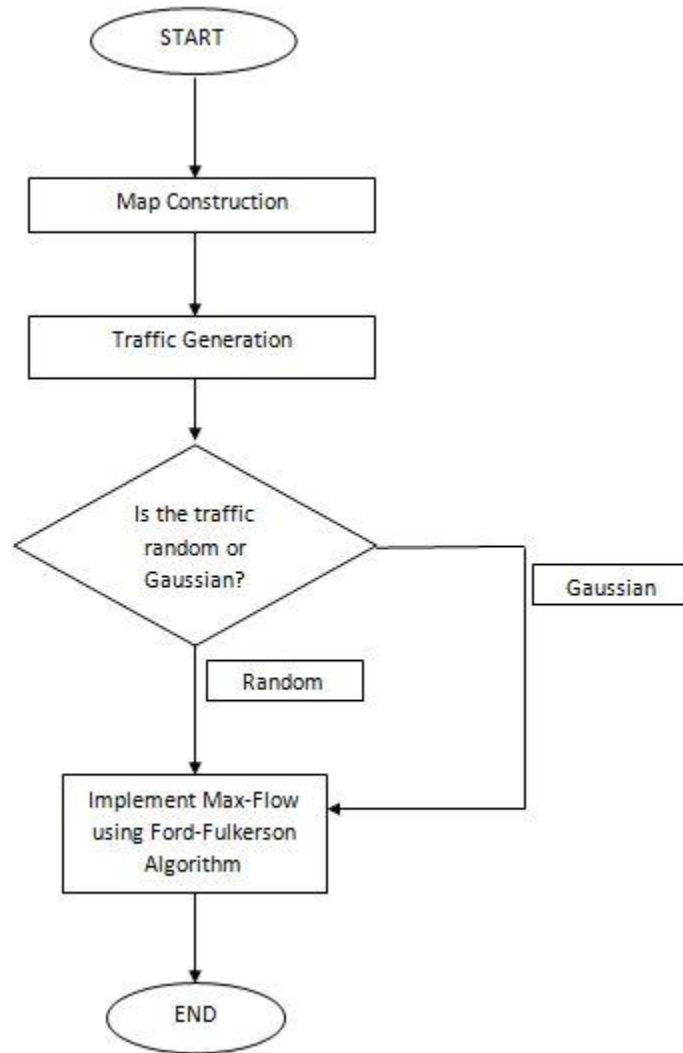 START
Map Construction
Traffic Generation
Is the traffic
random or
Gaussian?
Gaussian
Random
Implement Max-Flow
using Ford-Fulkerson
Algorithm
END